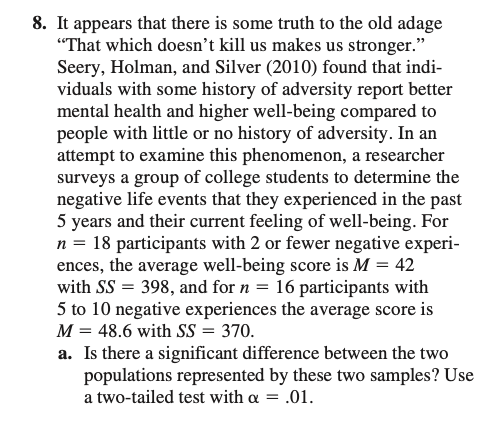 8. It appears that there is some truth to the old adage
“That which doesn’t kill us makes us stronger.”
Seery, Holman, and Silver (2010) found that indi-
viduals with some history of adversity report better
mental health and higher well-being compared to
people with little or no history of adversity. In an
attempt to examine this phenomenon, a researcher
surveys a group of college students to determine the
negative life events that they experienced in the past
5 years and their current feeling of well-being. For
n = 18 participants with 2 or fewer negative experi-
ences, the average well-being score is M = 42
with SS = 398, and for n = 16 participants with
5 to 10 negative experiences the average score is
M = 48.6 with SS = 370.
a. Is there a significant difference between the two
populations represented by these two samples? Use
a two-tailed test with α = .01.